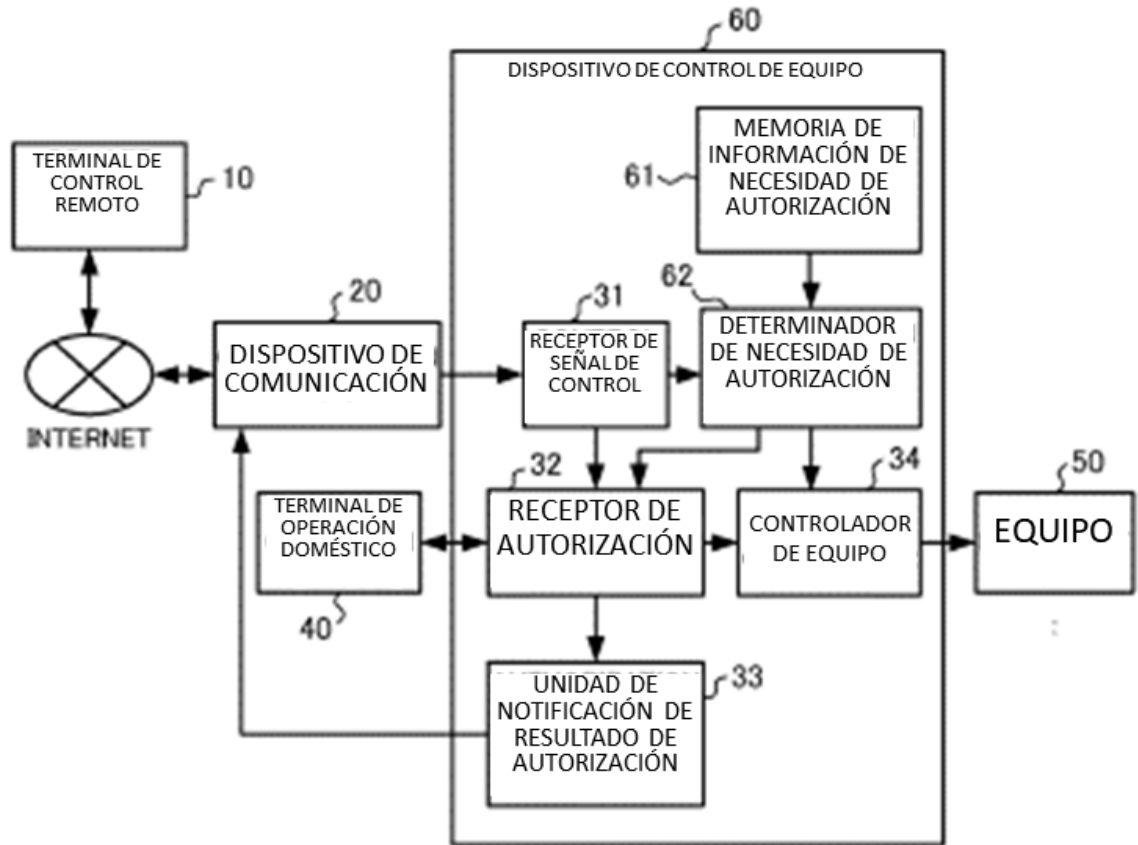 60
DISPOSITIVO DE CONTROL DE EQUIPO
MEMORIA DE
INFORMACIÓN DE
NECESIDAD DE
AUTORIZACIÓN
61
TERMINAL DE
CONTROL
REMOTO
10
62
DETERMINADOR
DE NECESIDAD DE
AUTORIZACIÓN
31
RECEPTOR DE
SEÑAL DE
CONTROL
20
DISPOSITIVO DE
COMUNICACIÓN
INTERNET
32
RECEPTOR DE
AUTORIZACIÓN
34
CONTROLADOR
DE EQUIPO
50
EQUIPO
TERMINAL DE
OPERACIÓN
DOMÉSTICO
40
UNIDAD DE
NOTIFICACIÓN DE
RESULTADO DE
AUTORIZACIÓN
33